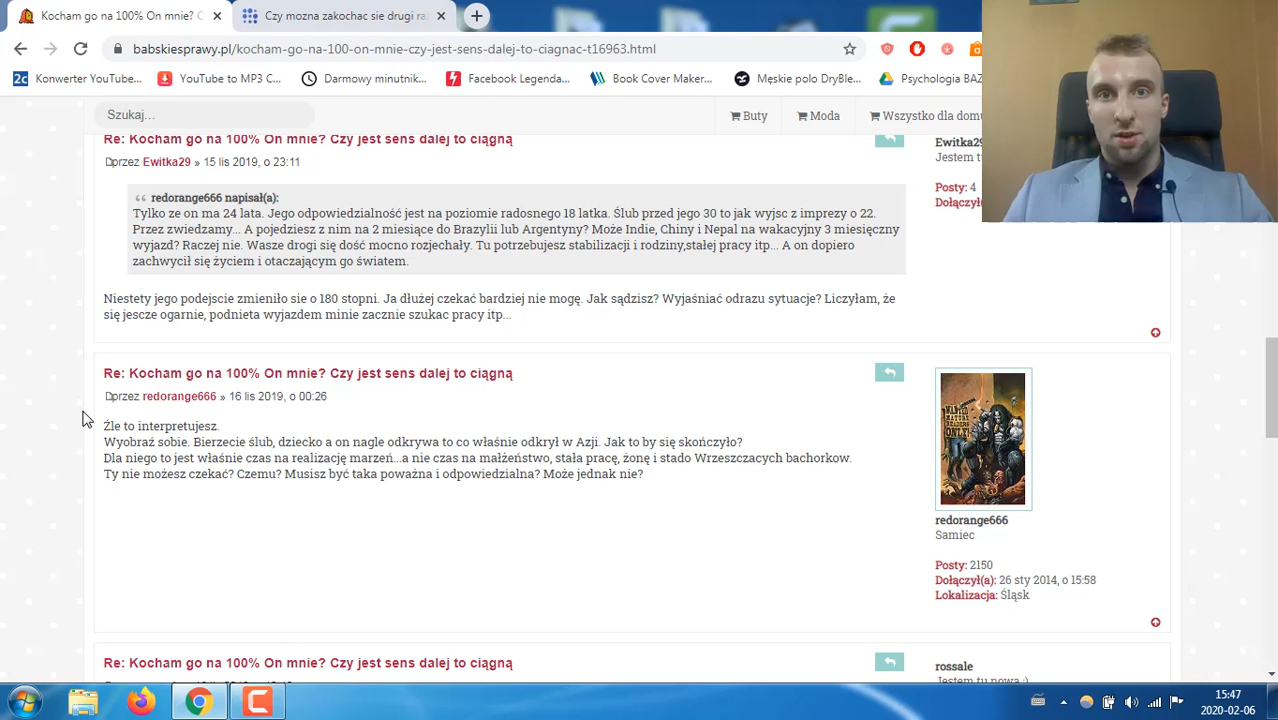 Kocham go na 100% On mnie? C
Czy mozna zakochac sie drugi ra
babskiesprawy.pl/kocham-go-na-100-on-mnie-czy-jest-sens-dalej-to-ciagnac-t16963.html
Konwerter YouTube...
YouTube to MP3 C...
Darmowy minutnik...
Facebook Legenda...
Book Cover Maker...
Męskie polo DryBle...
Psychologia BAZ
Szukaj...
Buty
Moda
Wszystko dla domu
Re: Kocham go na 100% On mnie? Czy jest sens dalej to ciągną
przez Ewitka29 » 15 lis 2019, o 23:11
Ewitka29
Jestem tu
Posty: 4
Dołączył
redorange666 napisał(a):
Tylko ze on ma 24 lata. Jego odpowiedzialność jest na poziomie radącznego 18 latka. Ślub przed jego 30 to jak wyjsc z imprezy o 22.
Przez zwiedzamy... A pojedziesz z nim na 2 miesiące do Brazylii lub Argentyny? Może Indie, Chiny i Nepal na wakacyjny 3 miesięczny
wyjazd? Raczej nie. Wasze drogi się dość mocno rozjechały. Tu potrzebujesz stabilizacji i rodziny,stałej pracy itp... A on dopiero
zachwycił się życiem i otaczającym go światem.
Niestety jego podejscie zmieniło sie o 180 stopni. Ja dłużej czekać bardziej nie mogę. Jak sądzisz? Wyjaśniać odrazu sytuacje? Liczyłam, że
się jescze ogarnie, podnieta wyjazdem minie zacznie szukac pracy itp...
Re: Kocham go na 100% On mnie? Czy jest sens dalej to ciągną
przez redorange666 » 16 lis 2019, o 00:26
Źle to interpretujesz.
Wyobraź sobie. Bierzecie ślub, dziecko a on nagle odkrywa to co właśnie odkrył w Azji. Jak to by się skończyło?
Dla niego to jest właśnie czas na realizację marzeń...a nie czas na małżeństwo, stała pracę, żonę i stado Wrzeszczacych bachorkow.
Ty nie możesz czekać? Czemu? Musisz być taka poważna i odpowiedzialna? Może jednak nie?
redorange666
Samiec
Posty: 2150
Dołączył(a): 26 sty 2014, o 15:58
Lokalizacja: Śląsk
Re: Kocham go na 100% On mnie? Czy jest sens dalej to ciągną
rossale
Jestem tu nowa :)
15:47
2020-02-06